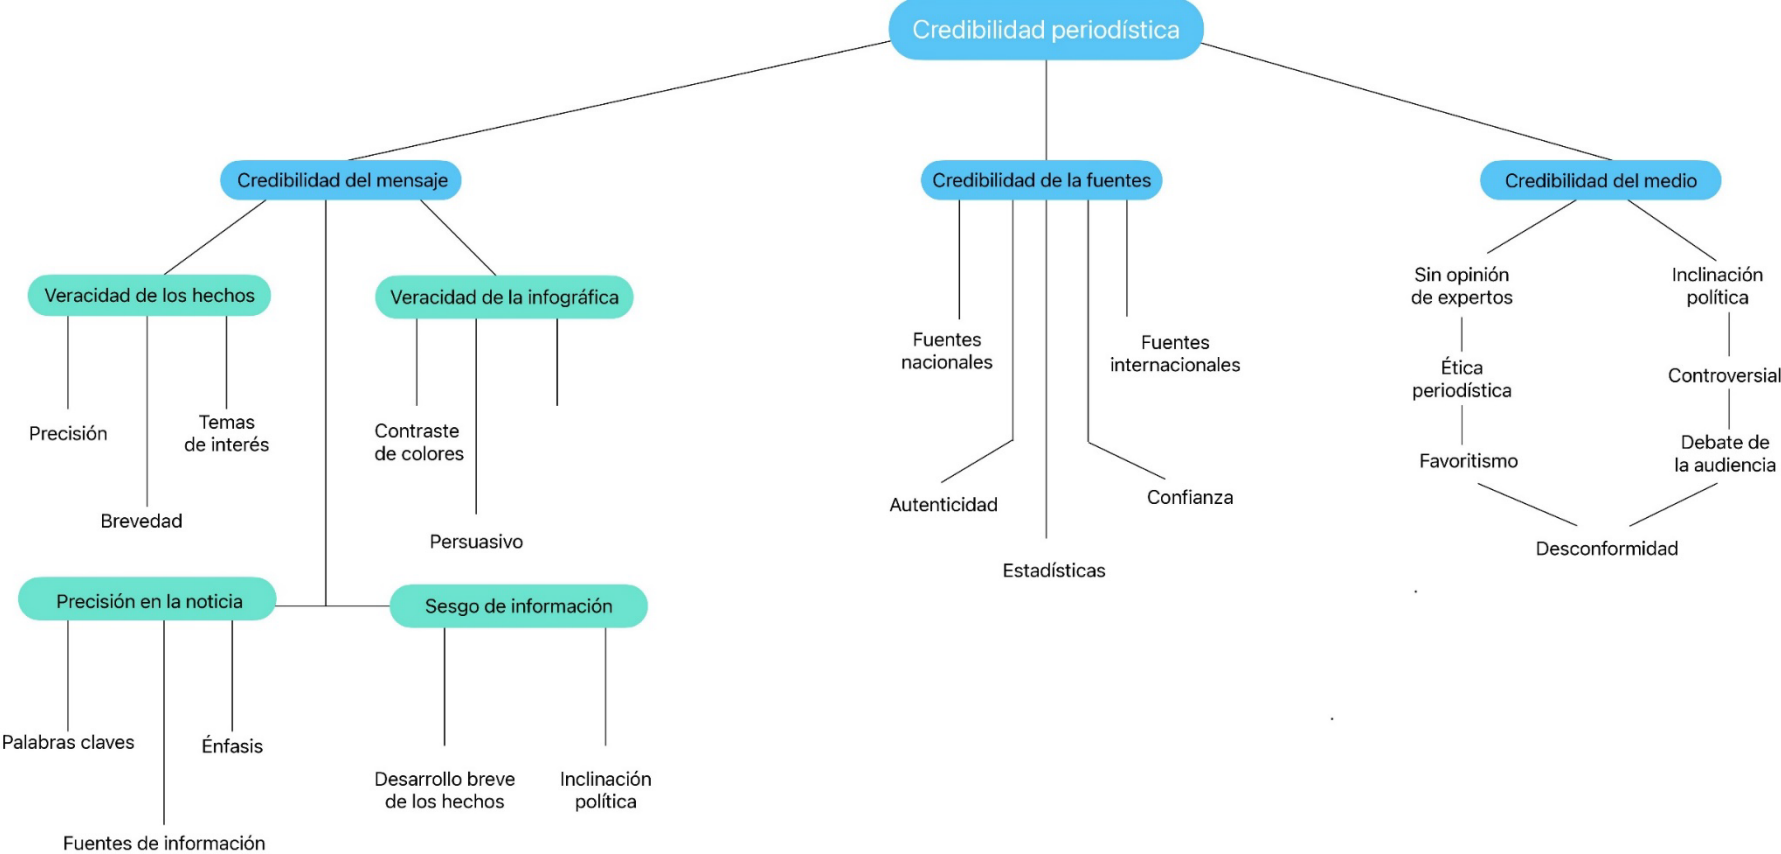 Credibilidad periodística
Credibilidad del mensaje
Credibilidad de la fuentes
Credibilidad del medio
Veracidad de los hechos
Veracidad de la infográfica
Precisión
Brevedad
Temas
de interés
Contraste
de colores
Persuasivo
Precisión en la noticia
Sesgo de información
Palabras claves
Fuentes de información
Énfasis
Desarrollo breve
de los hechos
Inclinación
política
Fuentes
nacionales
Autenticidad
Estadísticas
Confianza
Fuentes
internacionales
Sin opinión
de expertos
Ética
periodística
Favoritismo
Inclinación
política
Controversial
Debate de
la audiencia
Desconformidad